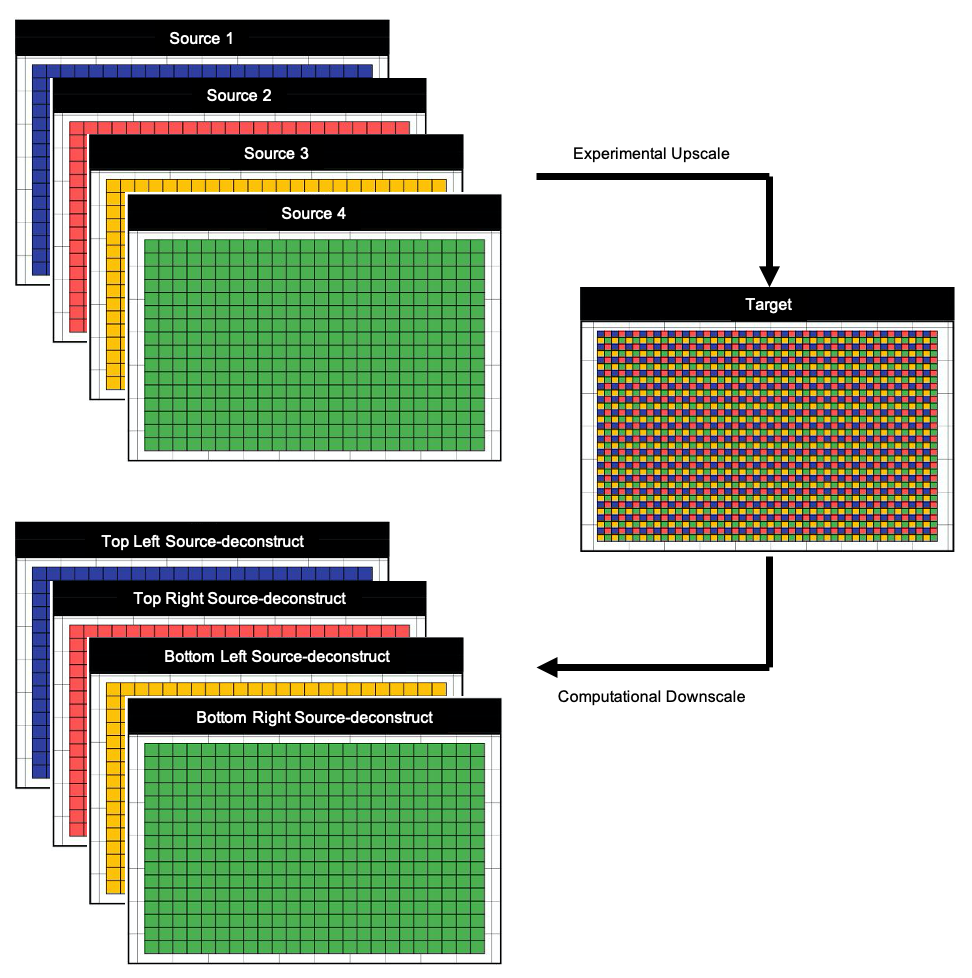 Source 1
Source 2
Source 3
Source 4
Experimental Upscale
Target
Top Left Source-deconstruct
Top Right Source-deconstruct
Bottom Left Source-deconstruct
Bottom Right Source-deconstruct
Computational Downscale